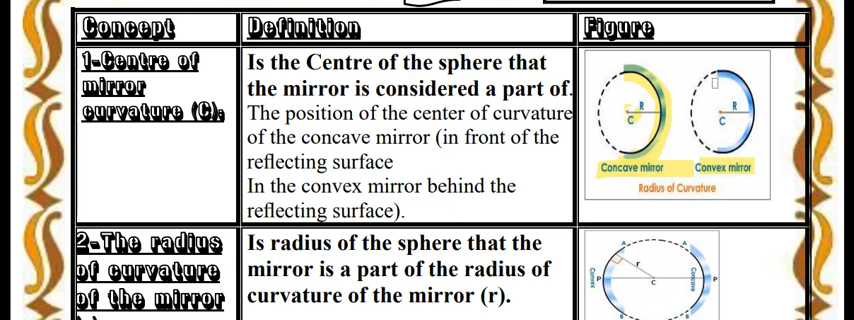 Concept
Definition
Figure
1-Centre of
mirror
curvature (C).
Is the Centre of the sphere that
the mirror is considered a part of.
The position of the center of curvature
of the concave mirror (in front of the
reflecting surface
In the convex mirror behind the
reflecting surface).
R
C
R
C
Concave mirror
Convex mirror
Radius of Curvature
2-The radius
of curvature
of the mirror
Is radius of the sphere that the
mirror is a part of the radius of
curvature of the mirror (r).
A
A
r
P
Convex
C
Concave
P
B
B